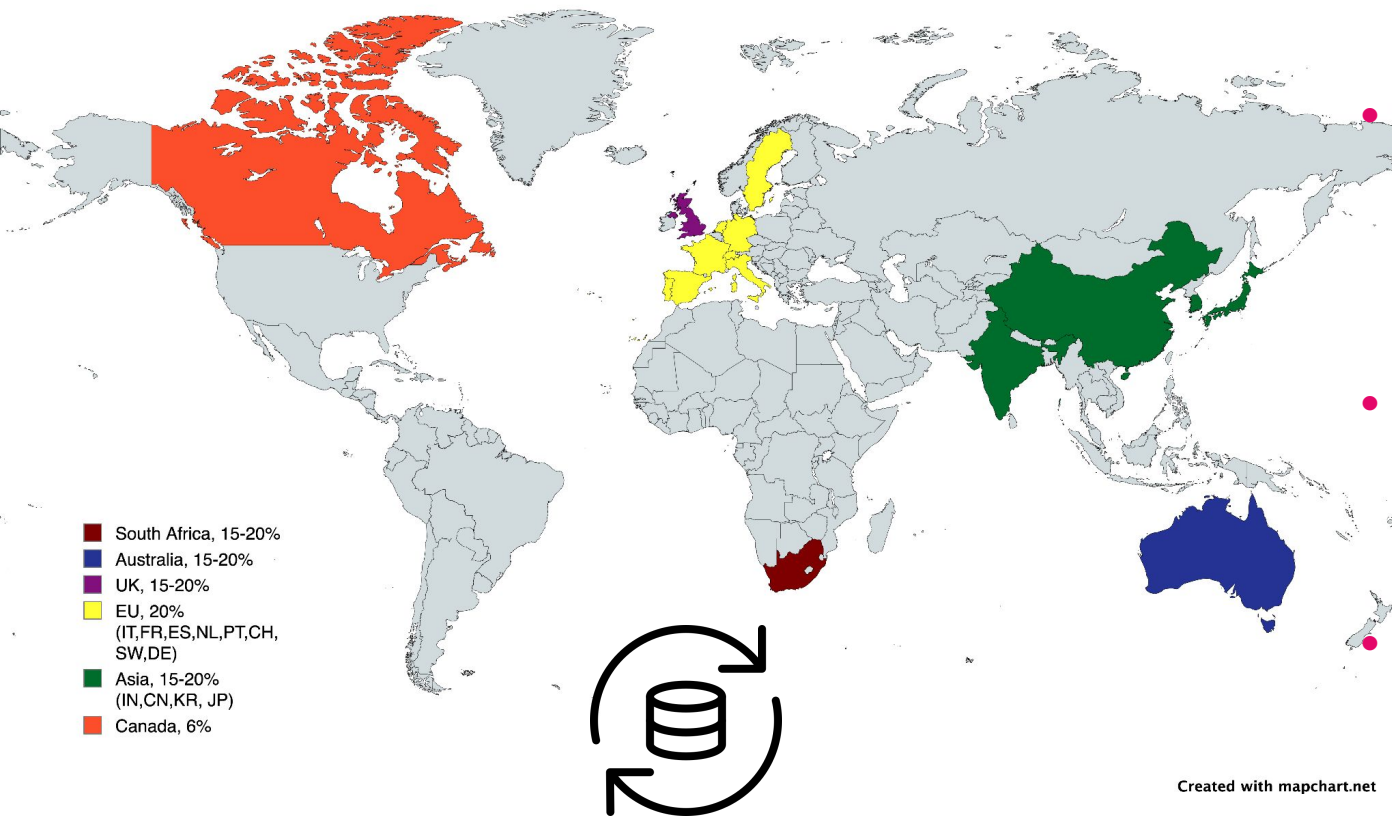 South Africa, 15-20%
Australia, 15-20%
UK, 15-20%
EU, 20%
(IT,FR,ES,NL,PT,CH,
SW,DE)
Asia, 15-20%
(IN,CN,KR, JP)
Canada, 6%
Created with mapchart.net